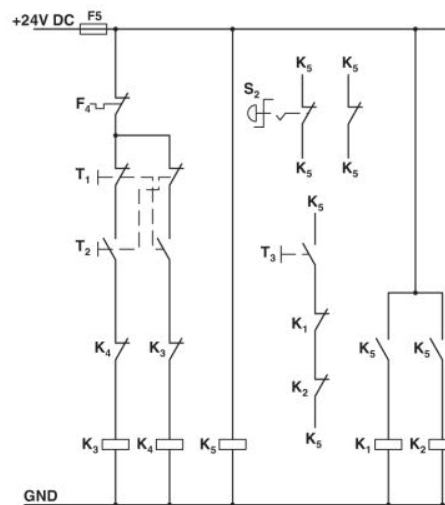 +24V DC F5
F4
S2 K5 K5
K5 K5
T1
K5
T2 T3
K4 K3 K1 K5 K5
K2
K3 K4 K5 K5 K1 K2
GND